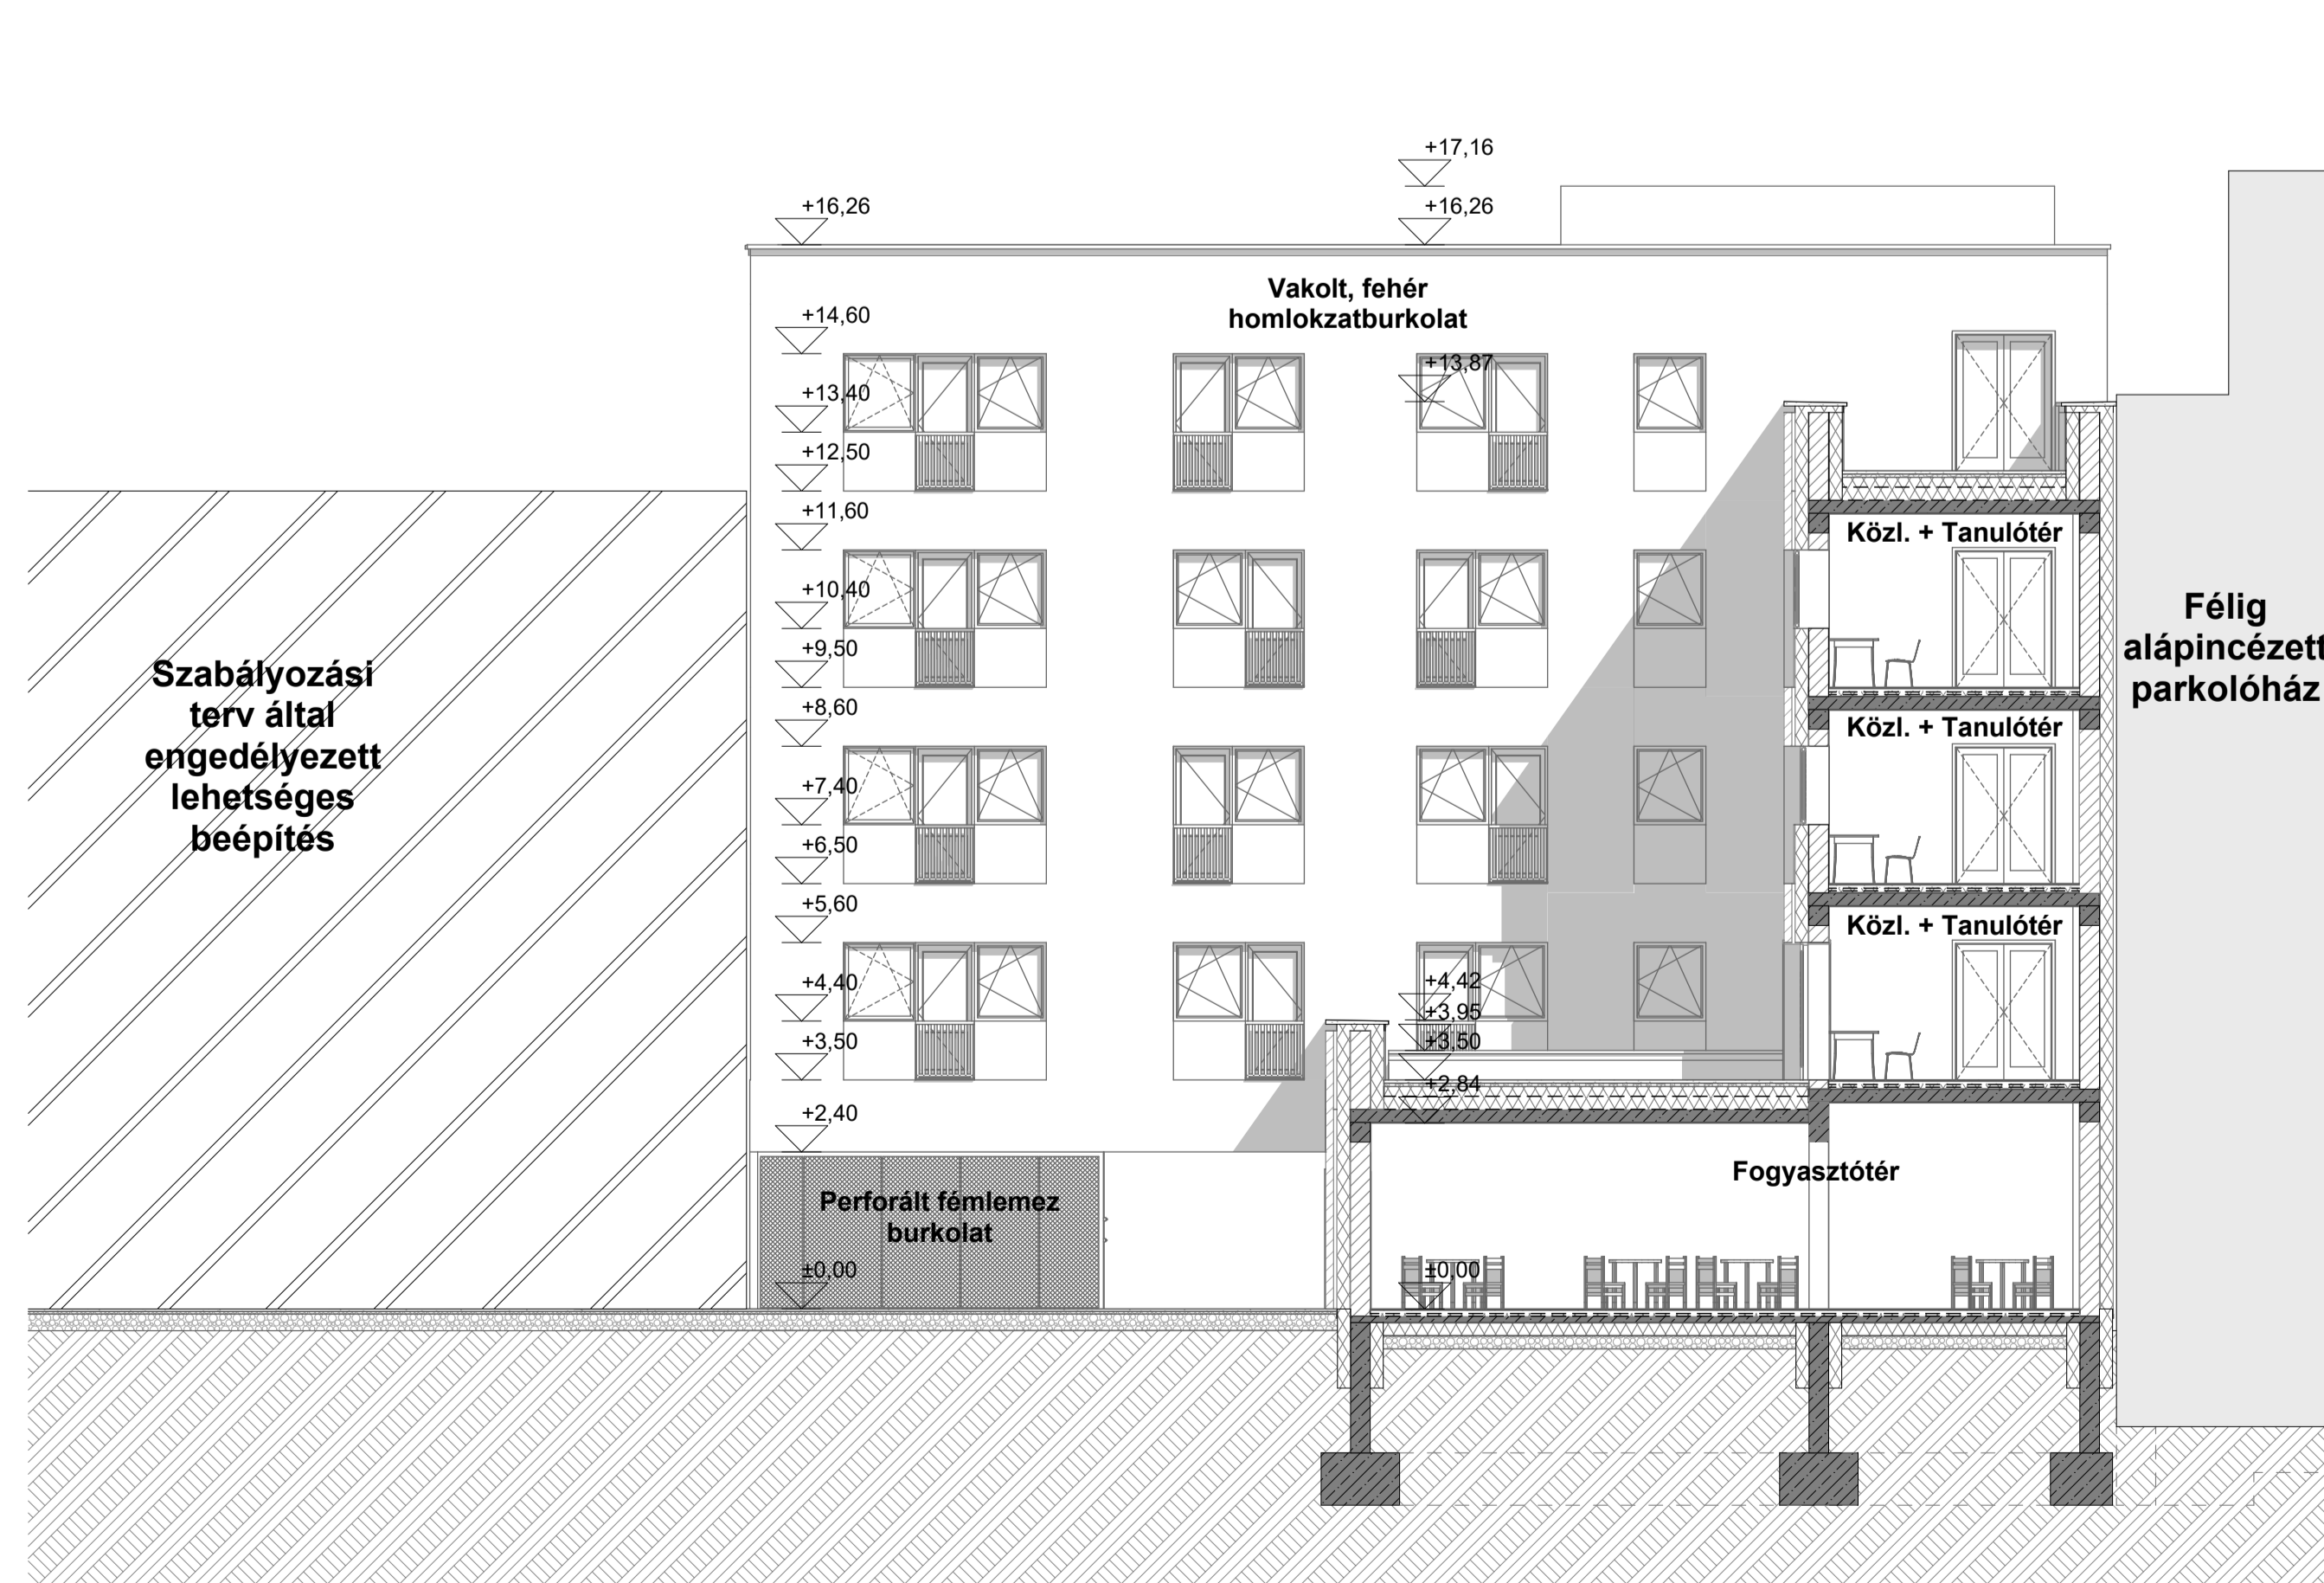 +17,16
+16,26
+16,26
Vakolt, fehér
homlokzatburkolat
+14,60
+13,87
+13,40
+12,50
+11,60
Közl. + Tanulótér
+10,40
+9,50
Félig
alápincézett
parkolóház
Szabályozási
terv által
engedélyezett
lehetséges
beépítés
+8,60
Közl. + Tanulótér
+7,40
+6,50
+5,60
Közl. + Tanulótér
+4,40
+4,42
+3,95
+3,50
+3,50
+2,84
+2,40
Fogyasztótér
Perforált fémlemez
burkolat
±0,00
±0,00